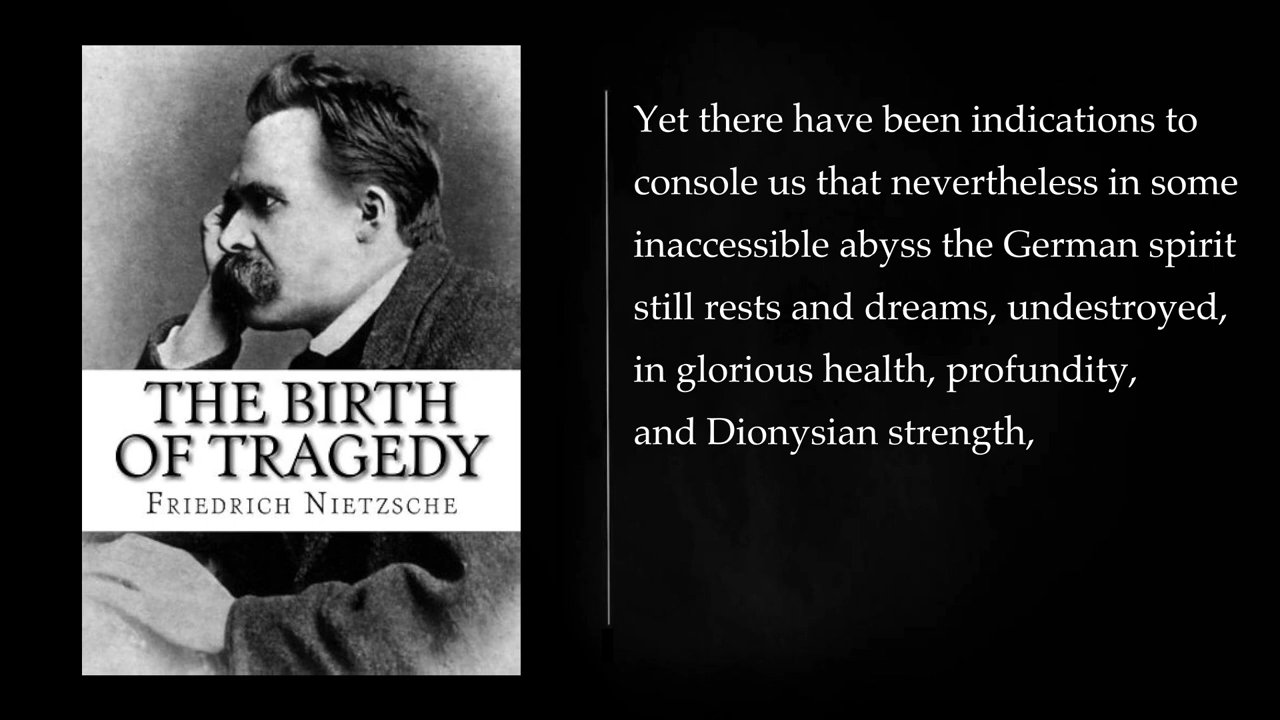 THE BIRTH
OF TRAGEDY
FRIEDRICH NIETZSCHE
Yet there have been indications to
console us that nevertheless in some
inaccessible abyss the German spirit
still rests and dreams, undestroyed,
in glorious health, profundity,
and Dionysian strength,